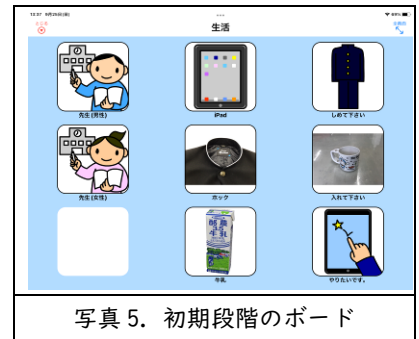 生活
先生(男性)
iPad
しめて下さい
先生(女性)
ホック
入れて下さい
牛乳
やりたいです。
写真5．初期段階のボード